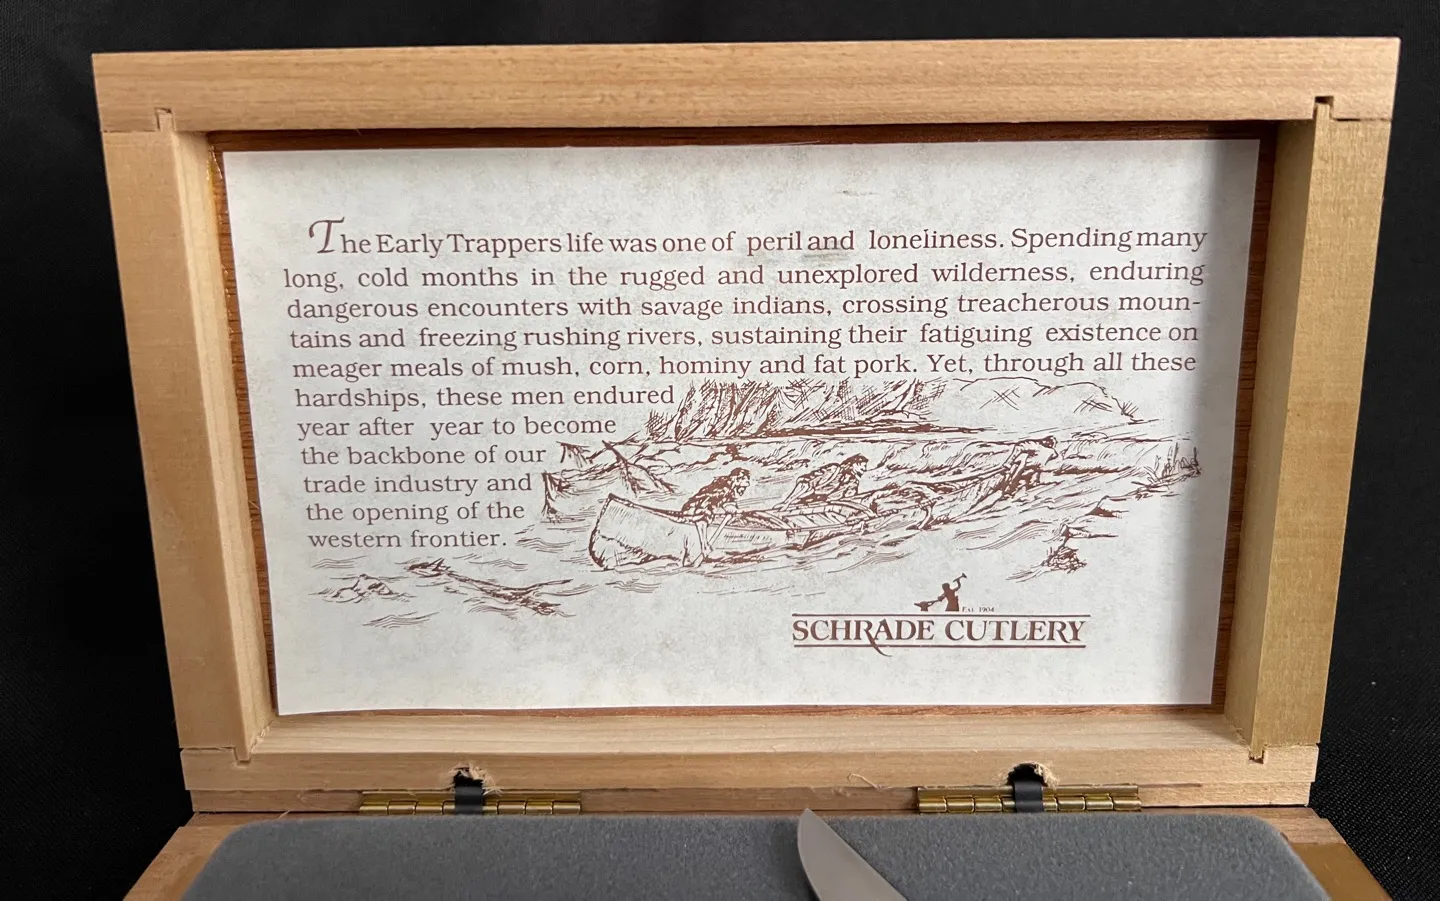 The Early Trappers life was one of peril and loneliness. Spending many
long, cold months in the rugged and unexplored wilderness, enduring
dangerous encounters with savage indians, crossing treacherous moun-
tains and freezing rushing rivers, sustaining their fatiguing existence on
meager meals of mush, corn, hominy and fat pork. Yet, through all these
hardships, these men endured
year after year to become
the backbone of our
trade industry and
the opening of the
western frontier.
Est. 1904
SCHRADE CUTLERY